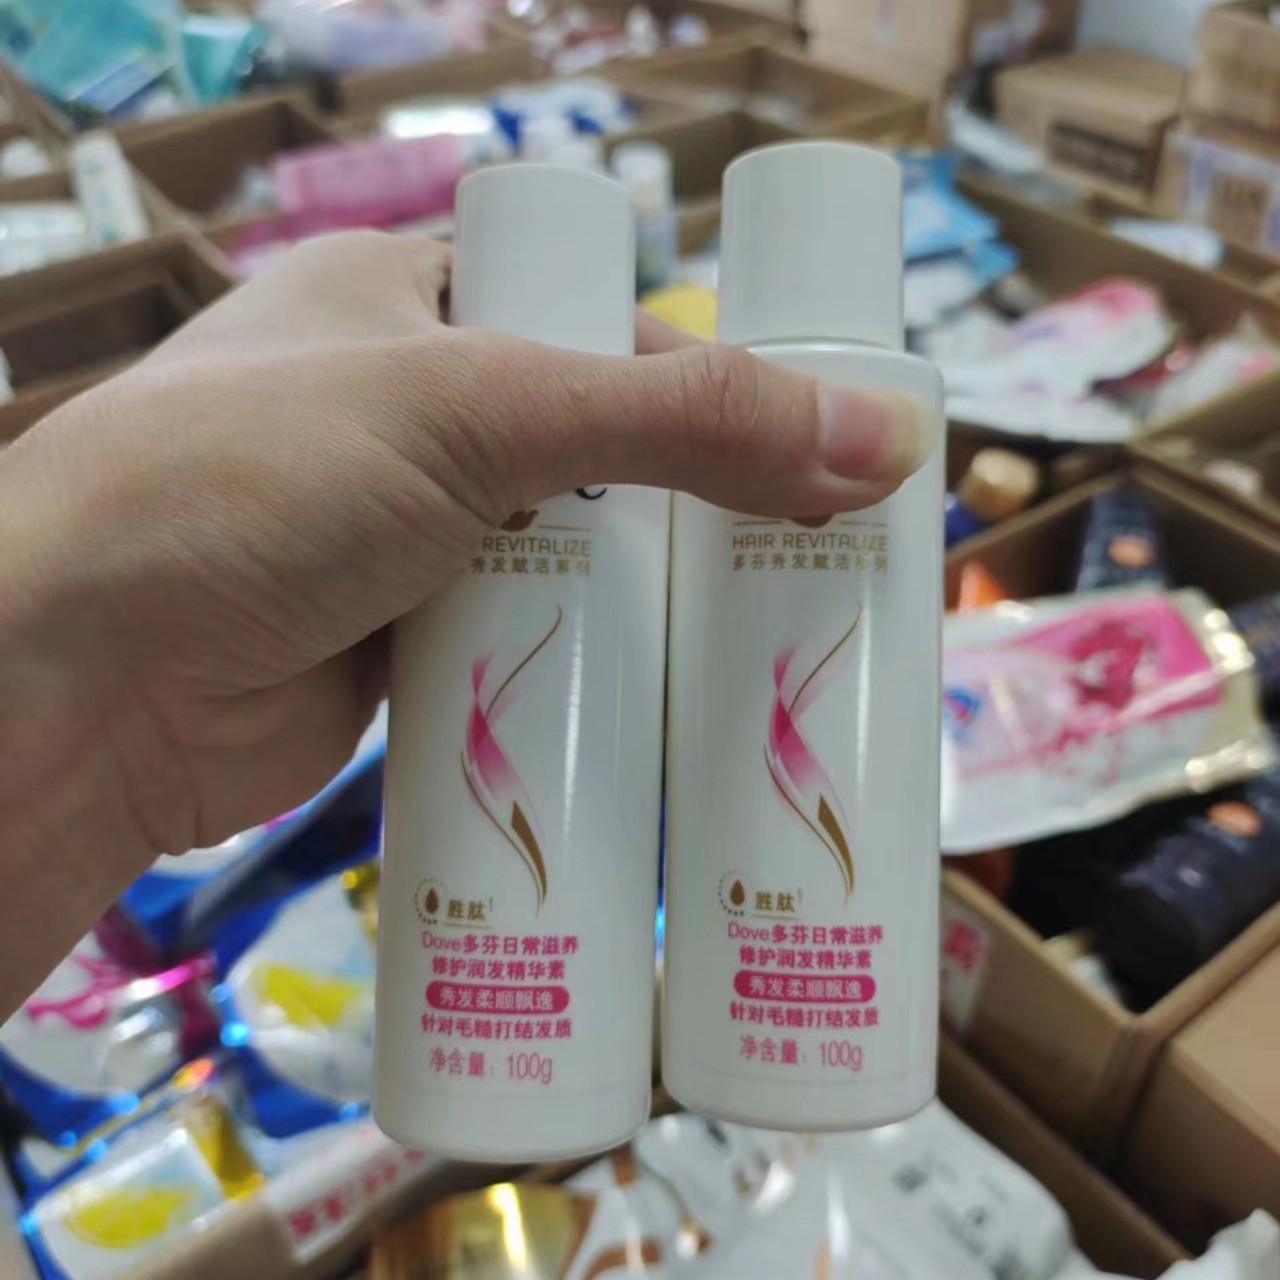 REVITALIZE
秀发赋活系列
胜肽1
Dove多芬日常滋养
修护润发精华素
秀发柔顺飘逸
针对毛糙打结发质
净含量：100g
HAIR REVITALIZE
多芬秀发赋活系列
胜肽1
Dove多芬日常滋养
修护润发精华素
秀发柔顺飘逸
针对毛糙打结发质
净含量：100g